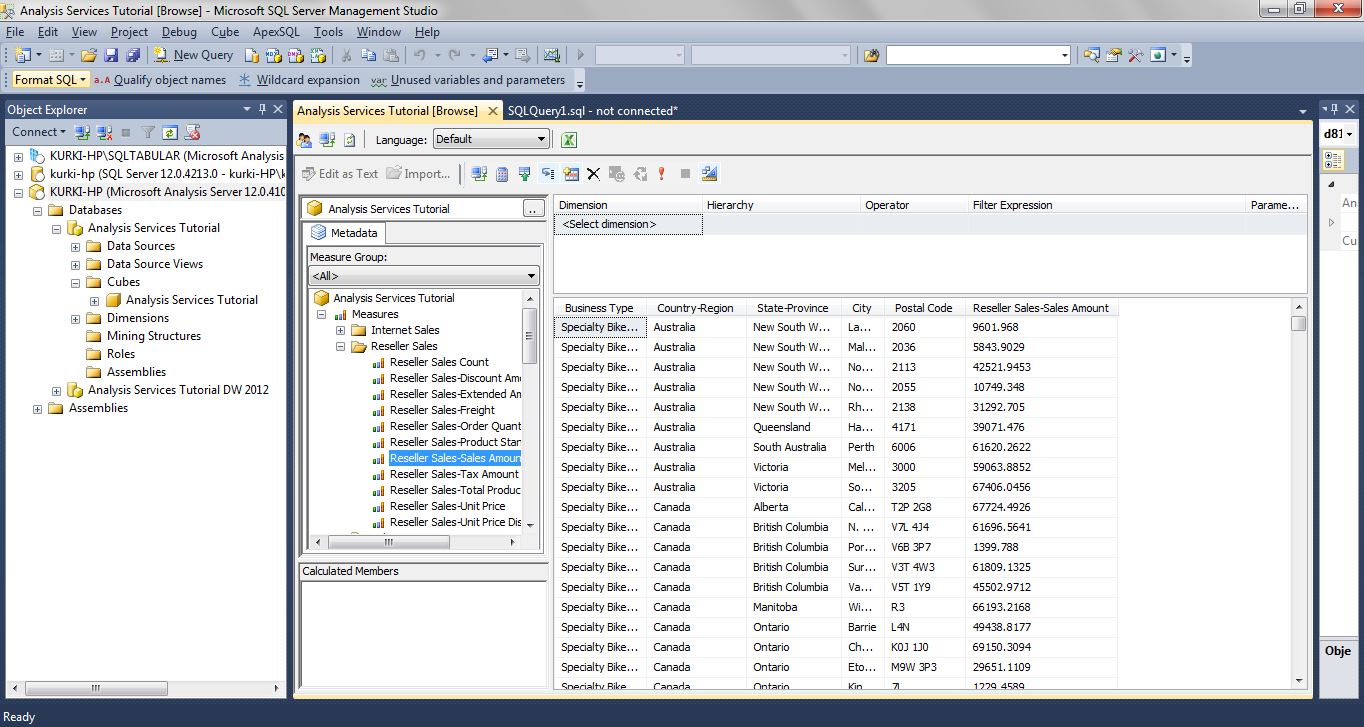 Analysis Services Tutorial [Browse] - Microsoft SQL Server Management Studio
File Edit View Project Debug Cube ApexSQL Tools Window Help
New Query
Format SQL a.A Qualify object names Wildcard expansion var Unused variables and parameters
Object Explorer
Connect
KURKI-HP\SQLTABULAR (Microsoft Analysis
kurki-hp (SQL Server 12.0.4213.0 - kurki-HP\k
KURKI-HP (Microsoft Analysis Server 12.0.410
Databases
Analysis Services Tutorial
Data Sources
Data Source Views
Cubes
Analysis Services Tutorial
Dimensions
Mining Structures
Roles
Assemblies
Analysis Services Tutorial DW 2012
Assemblies
Analysis Services Tutorial [Browse] SQLQuery1.sql - not connected*
Language: Default
Edit as Text Import...
Analysis Services Tutorial ..
Metadata
Measure Group:
<All>
Analysis Services Tutorial
Measures
Internet Sales
Reseller Sales
Reseller Sales Count
Reseller Sales-Discount Amo
Reseller Sales-Extended Am
Reseller Sales-Freight
Reseller Sales-Order Quant
Reseller Sales-Product Stan
Reseller Sales-Sales Amoun
Reseller Sales-Tax Amount
Reseller Sales-Total Produc
Reseller Sales-Unit Price
Reseller Sales-Unit Price Dis
Calculated Members
Dimension Hierarchy Operator Filter Expression Parame...
<Select dimension>
Business Type Country-Region State-Province City Postal Code Reseller Sales-Sales Amount
Specialty Bike... Australia New South W... La... 2060 9601.968
Specialty Bike... Australia New South W... Mal... 2036 5843.9029
Specialty Bike... Australia New South W... No... 2113 42521.9453
Specialty Bike... Australia New South W... No... 2055 10749.348
Specialty Bike... Australia New South W... Rh... 2138 31292.705
Specialty Bike... Australia Queensland Ha... 4171 39071.476
Specialty Bike... Australia South Australia Perth 6006 61620.2622
Specialty Bike... Australia Victoria Mel... 3000 59063.8852
Specialty Bike... Australia Victoria So... 3205 67406.0456
Specialty Bike... Canada Alberta Cal... T2P 2G8 67724.4926
Specialty Bike... Canada British Columbia N. ... V7L 4J4 61696.5641
Specialty Bike... Canada British Columbia Por... V6B 3P7 1399.788
Specialty Bike... Canada British Columbia Sur... V3T 4W3 61809.1325
Specialty Bike... Canada British Columbia Va... V5T 1Y9 45502.9712
Specialty Bike... Canada Manitoba Wi... R3 66193.2168
Specialty Bike... Canada Ontario Barrie L4N 49438.8177
Specialty Bike... Canada Ontario Ch... K0J 1J0 69150.3094
Specialty Bike... Canada Ontario Eto... M9W 3P3 29651.1109
Specialty Bike... Canada Ontario Kin... 7L 1229.4589
d81
An
Cu
Obje
Ready